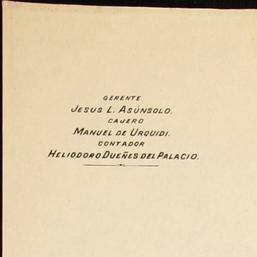 GERENTE
JESUS L. ASÚNSOLO.
CAJERO
MANUEL DE URQUIDI.
CONTADOR
HELIODORO DUEÑES DEL PALACIO.